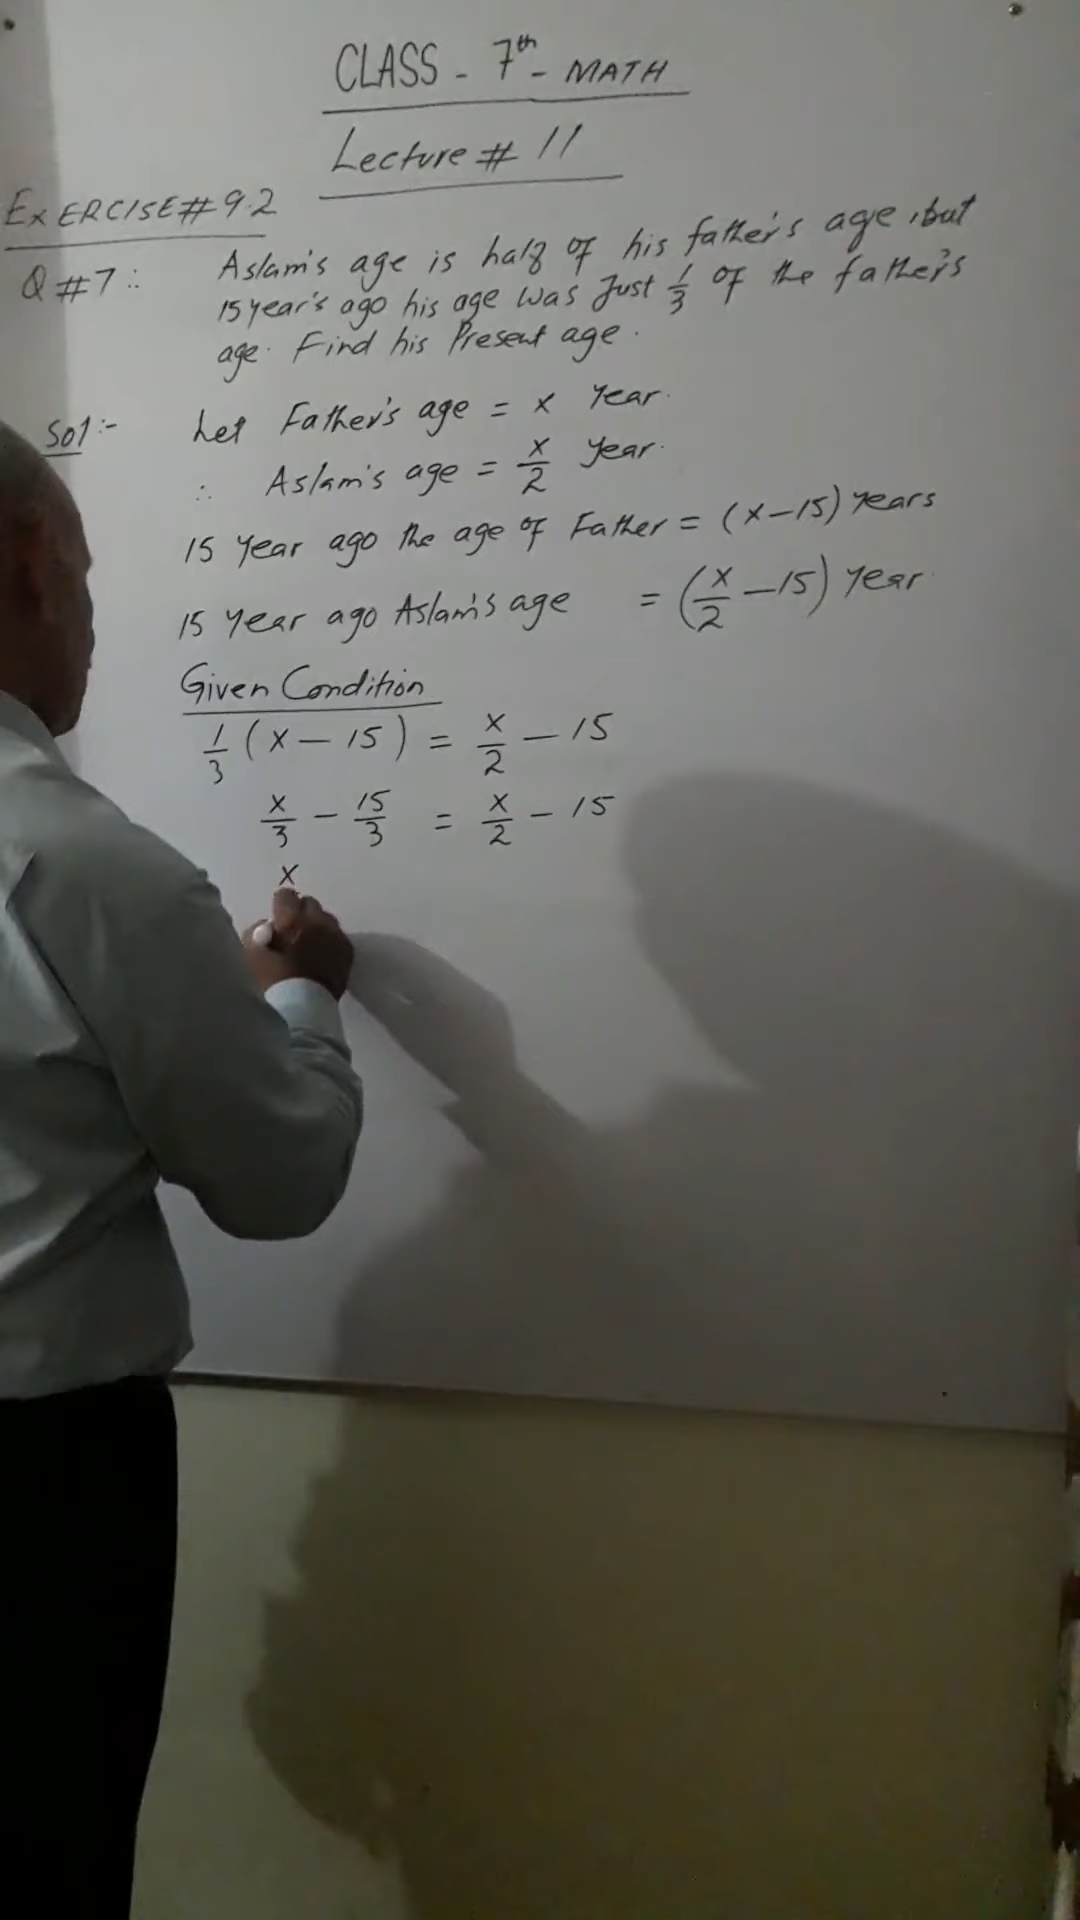 CLASS - 7th - MATH
Lecture # 11
EXERCISE # 9.2
Q #7:: Aslam's age is half of his father's age, but
15 year's ago his age was Just 1/3 of the father's
age. Find his Present age.
Sol:- Let Father's age = x Year.
∴ Aslam's age = x/2 Year.
15 Year ago the age of Father = (x-15) Years
15 Year ago Aslam's age = (x/2 - 15) Year.
Given Condition
1/3 (x - 15) = x/2 - 15
x/3 - 15/3 = x/2 - 15
x